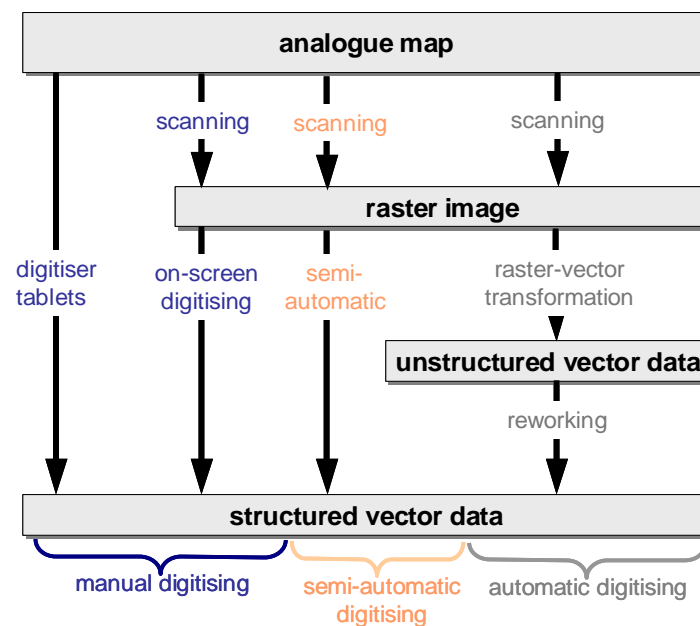 analogue map
scanning
scanning
scanning
raster image
digitiser
tablets
on-screen
digitising
semi-
automatic
raster-vector
transformation
unstructured vector data
reworking
structured vector data
manual digitising
semi-automatic
digitising
automatic digitising